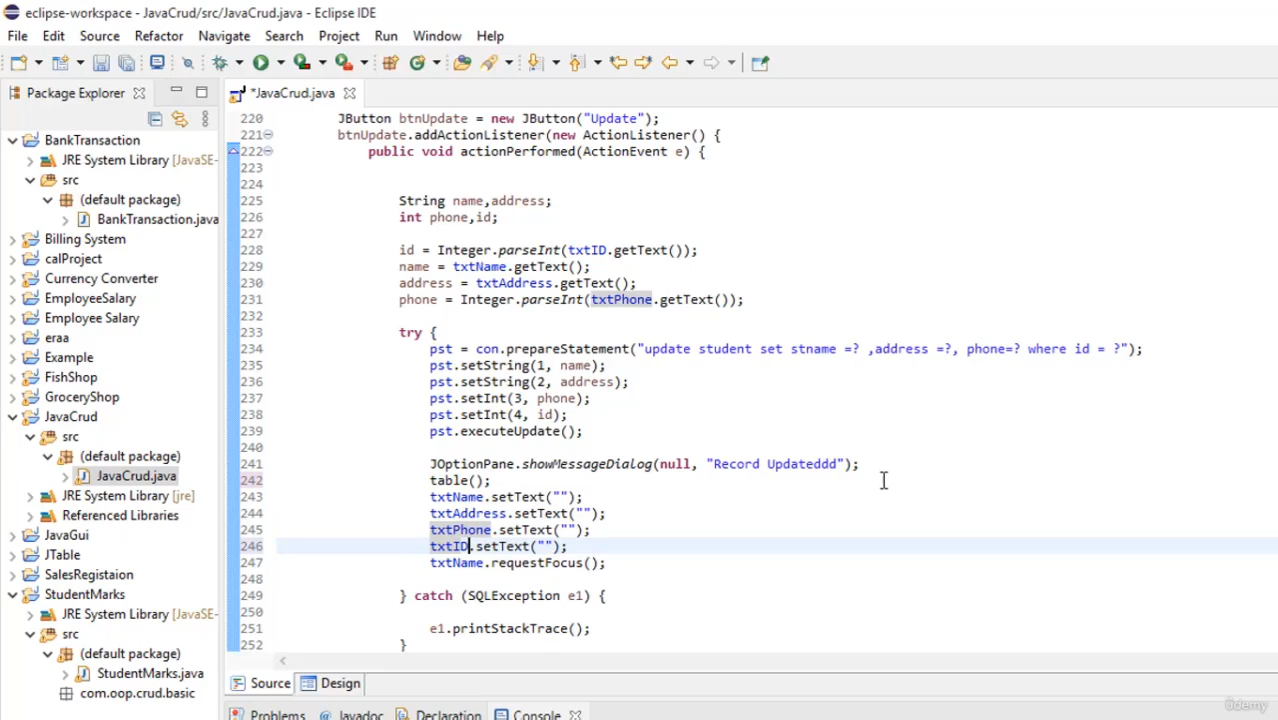 eclipse-workspace - JavaCrud/src/JavaCrud.java - Eclipse IDE
File Edit Source Refactor Navigate Search Project Run Window Help
Package Explorer
*JavaCrud.java
BankTransaction
JRE System Library [JavaSE-
src
(default package)
BankTransaction.java
Billing System
calProject
Currency Converter
EmployeeSalary
Employee Salary
eraa
Example
FishShop
GroceryShop
JavaCrud
src
(default package)
JavaCrud.java
JRE System Library [jre]
Referenced Libraries
JavaGui
JTable
SalesRegistaion
StudentMarks
JRE System Library [JavaSE-
src
(default package)
StudentMarks.java
com.oop.crud.basic
220 JButton btnUpdate = new JButton("Update");
221 btnUpdate.addActionListener(new ActionListener() {
222 public void actionPerformed(ActionEvent e) {
223
224
225 String name,address;
226 int phone,id;
227
228 id = Integer.parseInt(txtID.getText());
229 name = txtName.getText();
230 address = txtAddress.getText();
231 phone = Integer.parseInt(txtPhone.getText());
232
233 try {
234 pst = con.prepareStatement("update student set stname =? ,address =?, phone=? where id = ?");
235 pst.setString(1, name);
236 pst.setString(2, address);
237 pst.setInt(3, phone);
238 pst.setInt(4, id);
239 pst.executeUpdate();
240
241 JOptionPane.showMessageDialog(null, "Record Updateddd");
242 table();
243 txtName.setText("");
244 txtAddress.setText("");
245 txtPhone.setText("");
246 txtID.setText("");
247 txtName.requestFocus();
248
249 } catch (SQLException e1) {
250
251 e1.printStackTrace();
252 }
Source Design
Problems Javadoc Declaration Console
Udemy